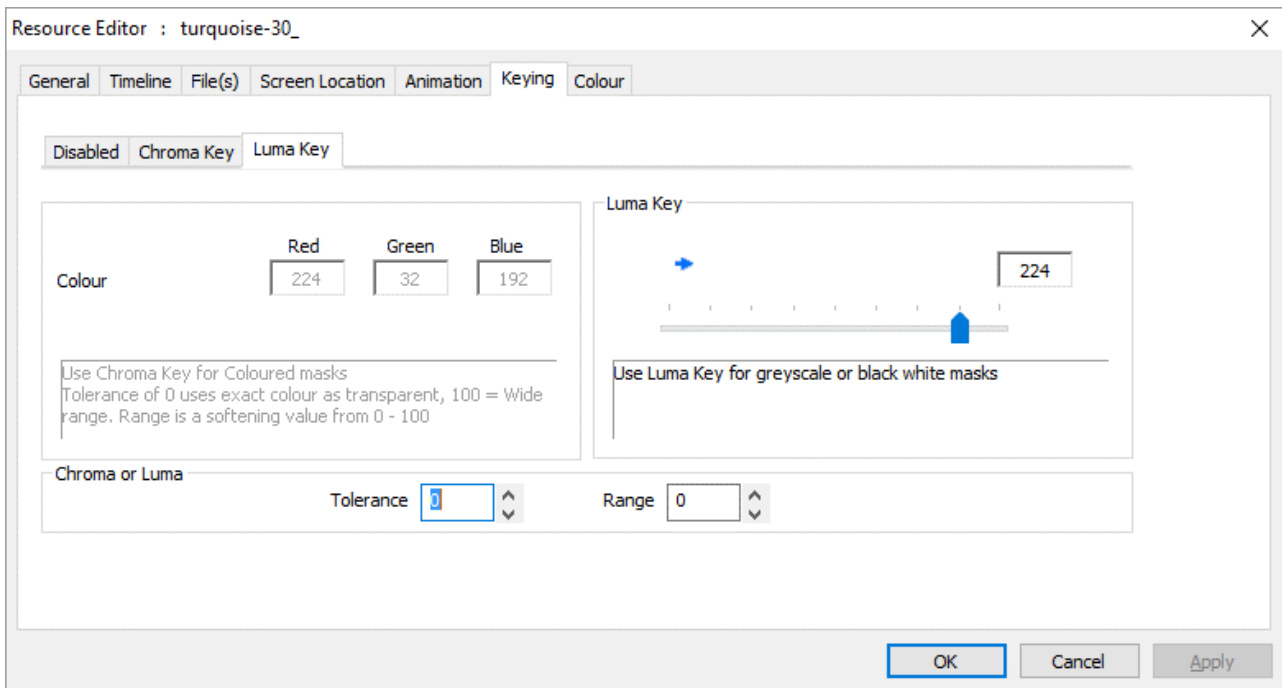 Resource Editor : turquoise-30_
General Timeline File(s) Screen Location Animation Keying Colour
Disabled Chroma Key Luma Key
Luma Key
Red Green Blue
Colour 224 32 192
224
Use Chroma Key for Coloured masks
Tolerance of 0 uses exact colour as transparent, 100 = Wide
range. Range is a softening value from 0 - 100
Use Luma Key for greyscale or black white masks
Chroma or Luma
Tolerance 0 Range 0
OK Cancel Apply